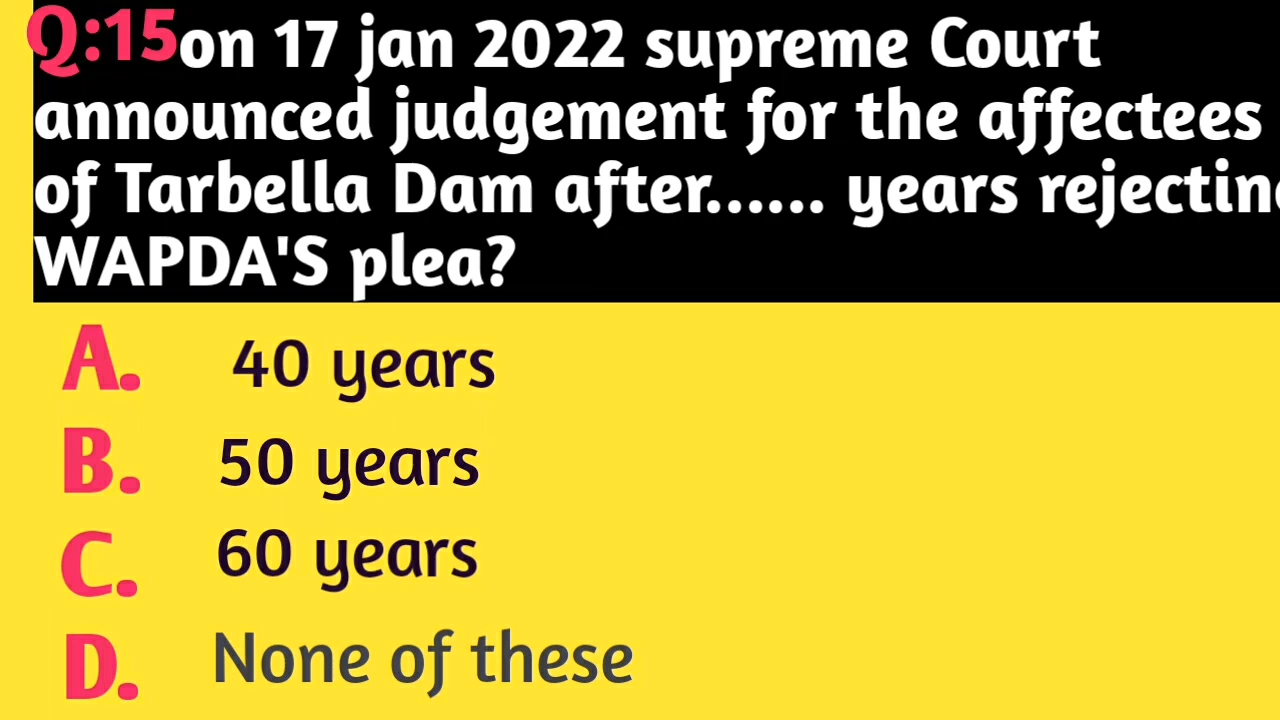 Q:15 on 17 jan 2022 supreme Court
announced judgement for the affectees
of Tarbella Dam after...... years rejectin
WAPDA'S plea?
A. 40 years
B. 50 years
C. 60 years
D. None of these